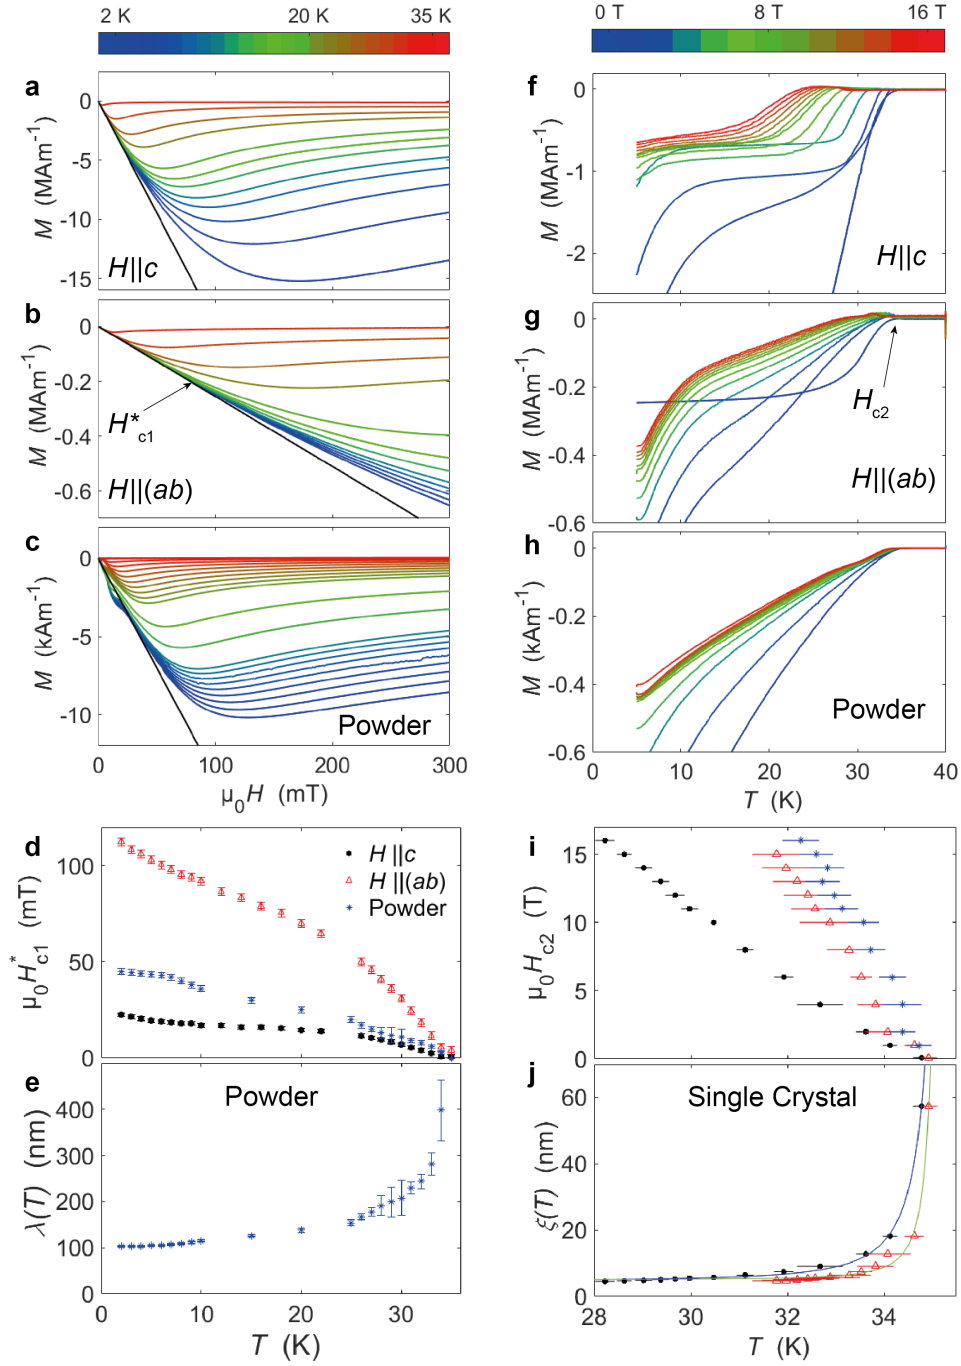 2 K 20 K 35 K
0 T 8 T 16 T
a
0
-5
-10
-15
M (MAm⁻¹)
H||c
b
0
-0.2
-0.4
-0.6
M (MAm⁻¹)
H*c1
H||(ab)
c
0
-5
-10
M (kAm⁻¹)
Powder
0 100 200 300
μ₀H (mT)
f
0
-1
-2
M (MAm⁻¹)
H||c
g
0
-0.2
-0.4
-0.6
M (MAm⁻¹)
Hc2
H||(ab)
h
0
-0.2
-0.4
-0.6
M (kAm⁻¹)
Powder
0 10 20 30 40
T (K)
d
100
50
0
μ₀H*c1 (mT)
H ||c
H ||(ab)
Powder
e
Powder
400
300
200
100
0
λ(T) (nm)
0 10 20 30
T (K)
i
15
10
5
0
μ₀Hc2 (T)
j
Single Crystal
60
40
20
0
ξ(T) (nm)
28 30 32 34
T (K)